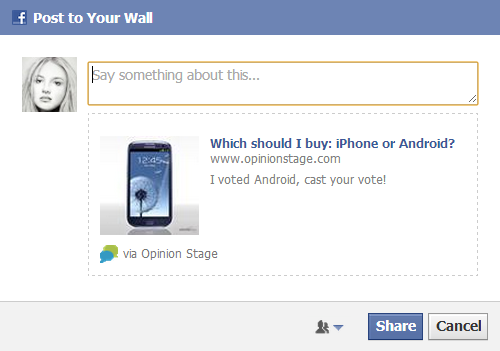 Post to Your Wall
Say something about this...
Which should I buy: iPhone or Android?
www.opinionstage.com
I voted Android, cast your vote!
via Opinion Stage
Share
Cancel